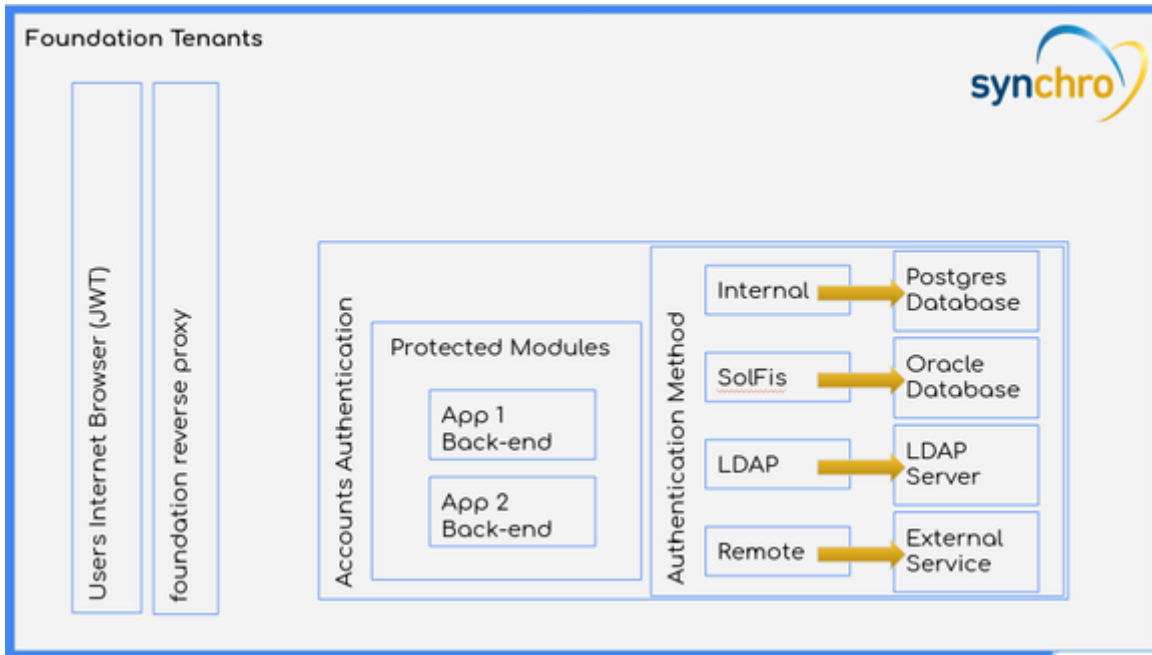 Foundation Tenants
synchro
Users Internet Browser (JWT)
foundation reverse proxy
Accounts Authentication
Protected Modules
App 1
Back-end
App 2
Back-end
Authentication Method
Internal
Postgres
Database
SolFis
Oracle
Database
LDAP
LDAP
Server
Remote
External
Service